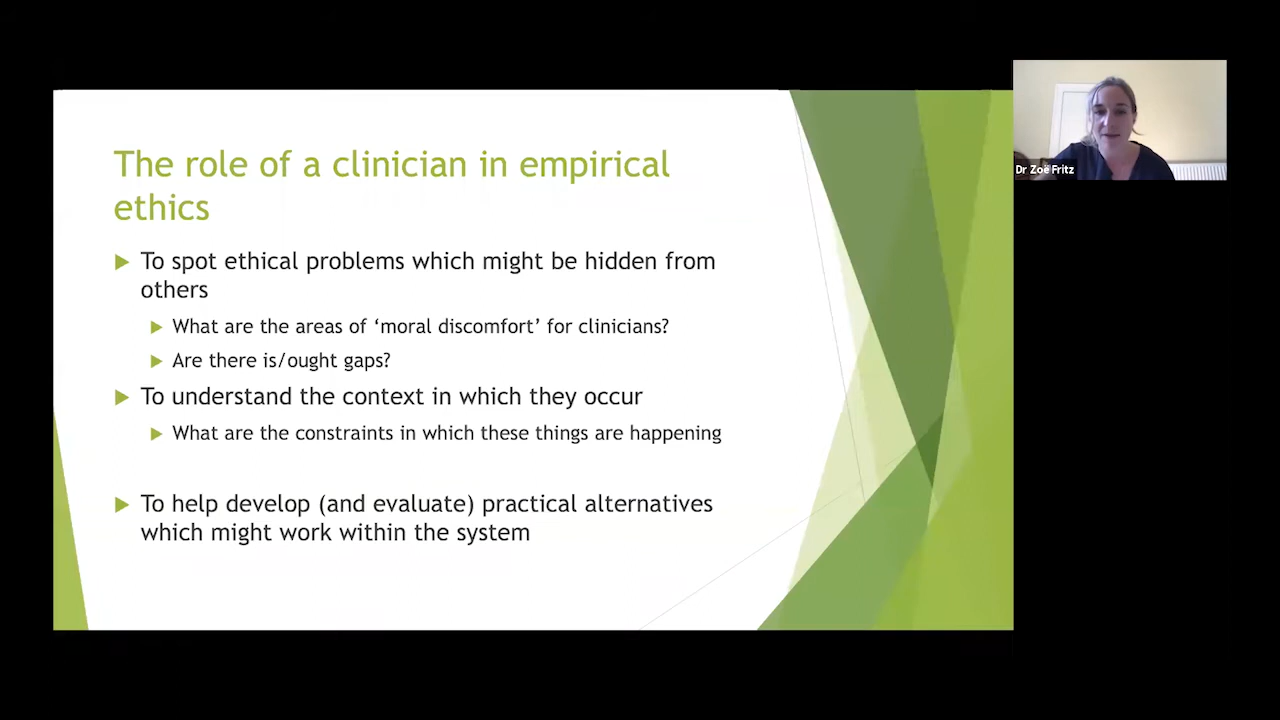 The role of a clinician in empirical
ethics
To spot ethical problems which might be hidden from
others
What are the areas of ‘moral discomfort’ for clinicians?
Are there is/ought gaps?
To understand the context in which they occur
What are the constraints in which these things are happening
To help develop (and evaluate) practical alternatives
which might work within the system
Dr Zoë Fritz